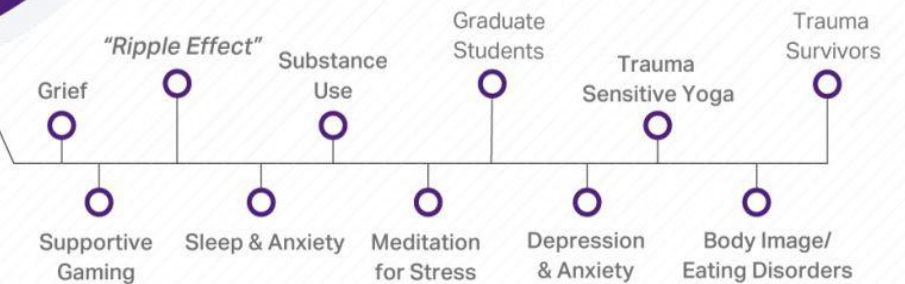 Grief
“Ripple Effect”
Substance
Use
Graduate
Students
Trauma
Sensitive Yoga
Trauma
Survivors
Supportive
Gaming
Sleep & Anxiety
Meditation
for Stress
Depression
& Anxiety
Body Image/
Eating Disorders